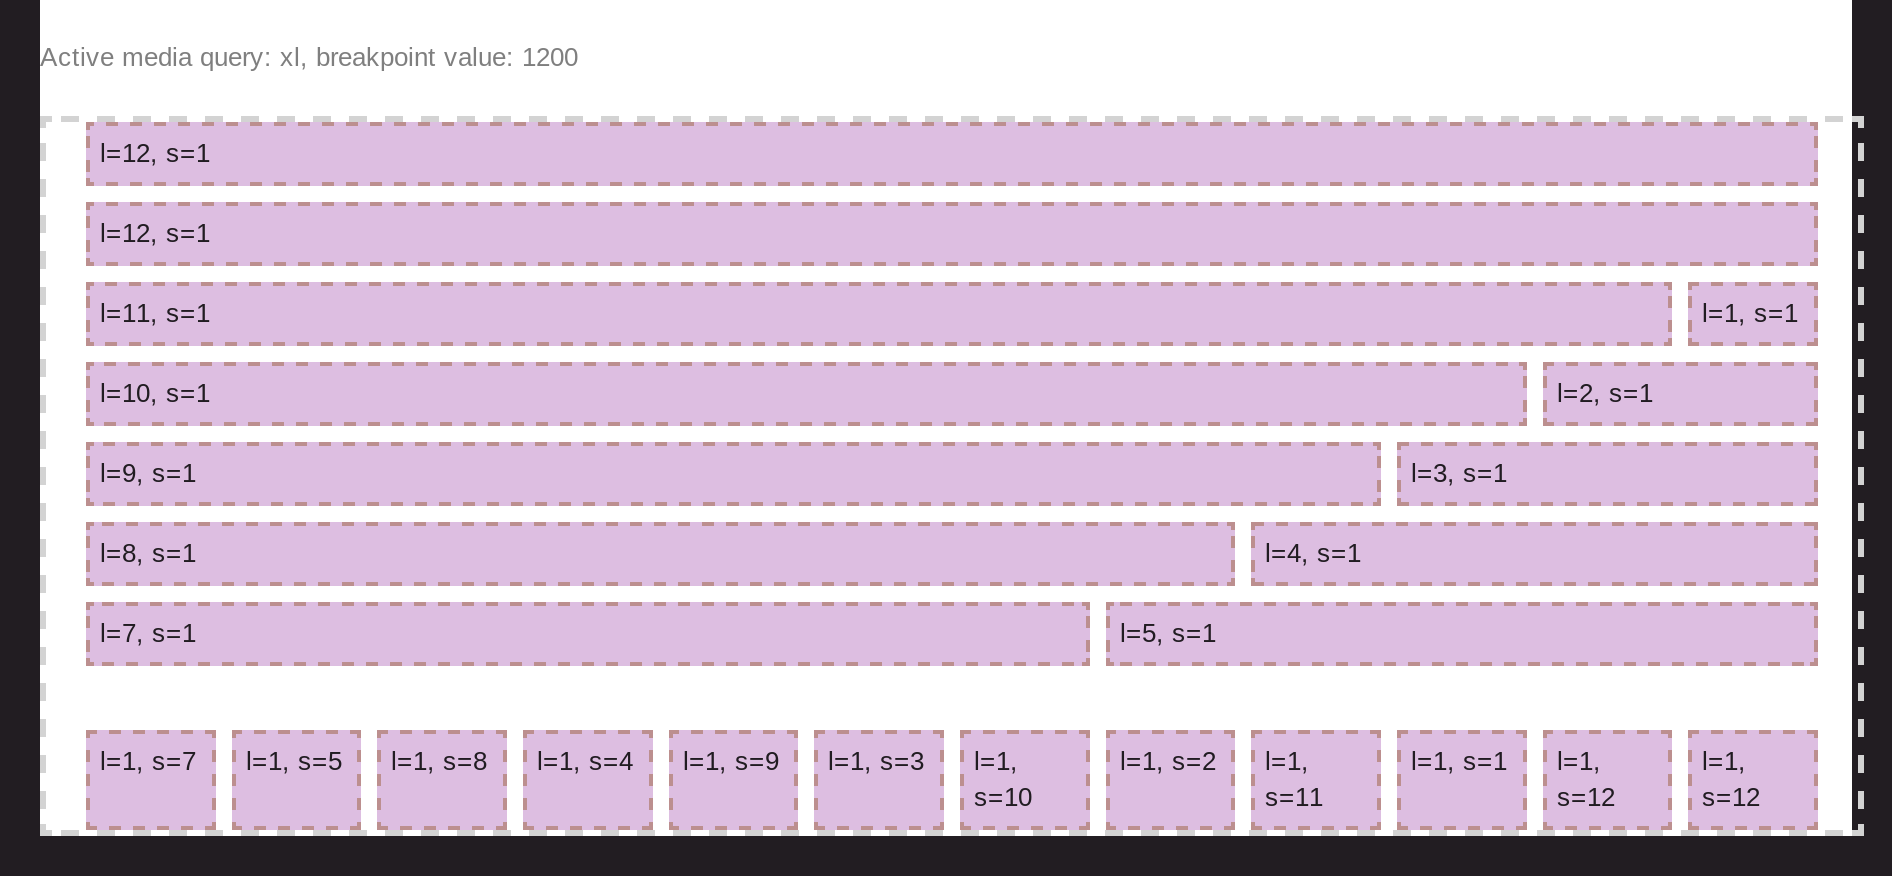 Active media query: xl, breakpoint value: 1200
l=12, s=1
l=12, s=1
l=11, s=1
l=1, s=1
l=10, s=1
l=2, s=1
l=9, s=1
l=3, s=1
l=8, s=1
l=4, s=1
l=7, s=1
l=5, s=1
l=1, s=7
l=1, s=5
l=1, s=8
l=1, s=4
l=1, s=9
l=1, s=3
l=1,
s=10
l=1, s=2
l=1,
s=11
l=1, s=1
l=1,
s=12
l=1,
s=12